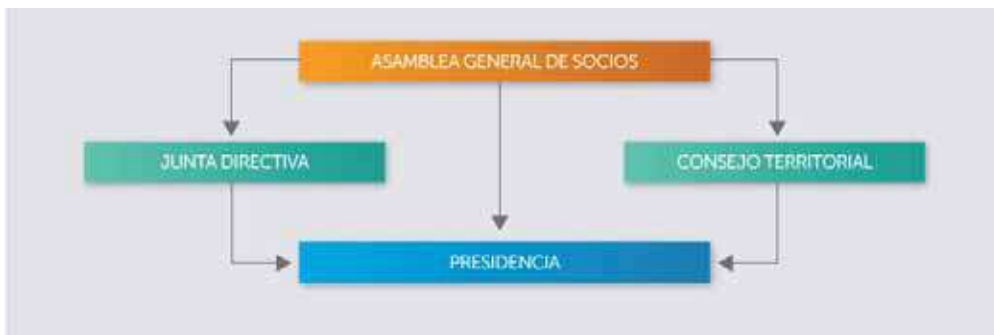 ASAMBLEA GENERAL DE SOCIOS
JUNTA DIRECTIVA
CONSEJO TERRITORIAL
PRESIDENCIA